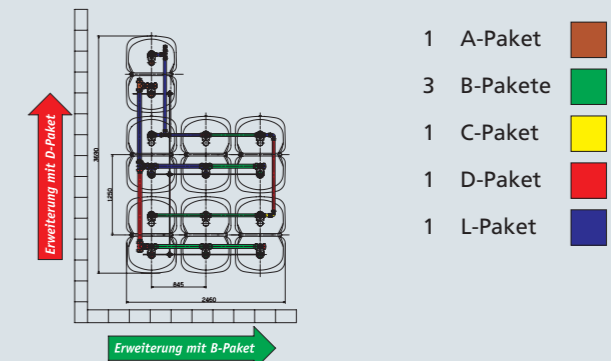 1 A-Paket
3 B-Pakete
1 C-Paket
1 D-Paket
1 L-Paket
Erweiterung mit D-Paket
3690
1250
845
2460
Erweiterung mit B-Paket